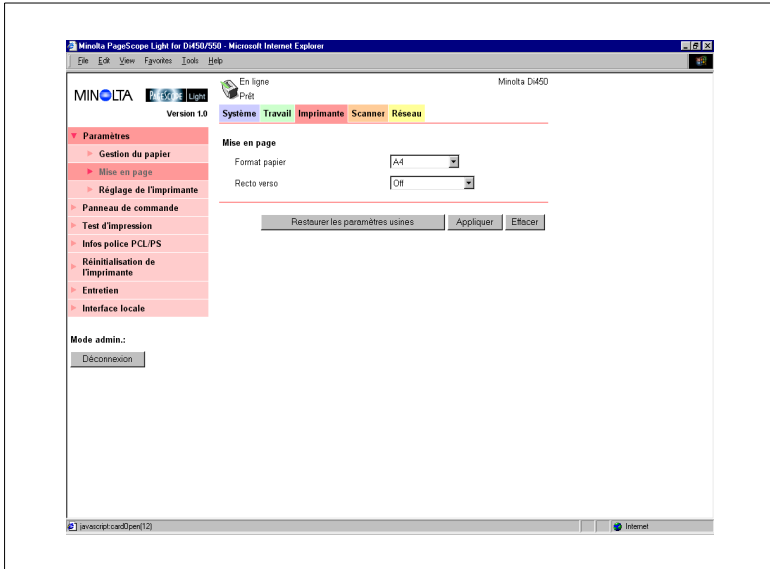 Minolta PageScope Light for Di450/550 - Microsoft Internet Explorer
File Edit View Favorites Tools Help
MINOLTA PAGESCOPE Light
Version 1.0
En ligne
Prêt
Minolta Di450
Système Travail Imprimante Scanner Réseau
Paramètres
Gestion du papier
Mise en page
Réglage de l'imprimante
Panneau de commande
Test d'impression
Infos police PCL/PS
Réinitialisation de
l'imprimante
Entretien
Interface locale
Mode admin.:
Déconnexion
Mise en page
Format papier A4
Recto verso Off
Restaurer les paramètres usines Appliquer Effacer
javascript:cardOpen(12) Internet